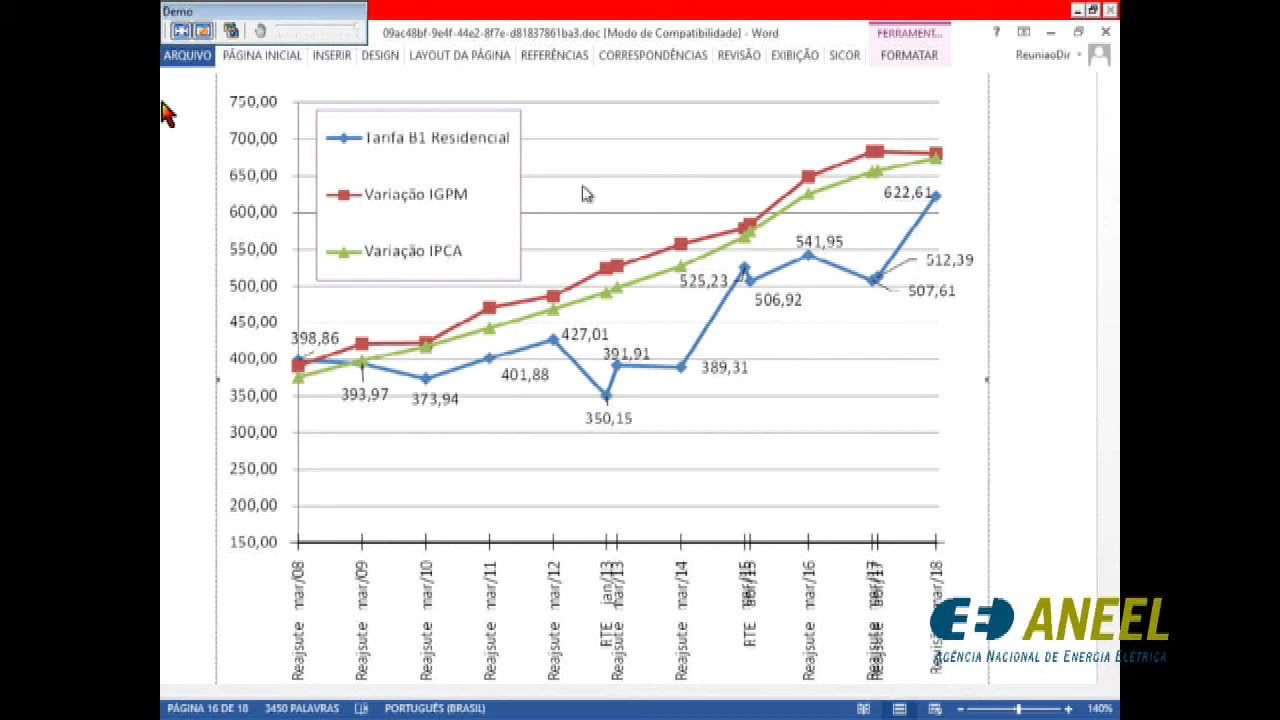 Demo
09ac48bf-9e4f-44e2-8f7e-d81837861ba3.doc [Modo de Compatibilidade] - Word
FERRAMENT...
ARQUIVO PÁGINA INICIAL INSERIR DESIGN LAYOUT DA PÁGINA REFERÊNCIAS CORRESPONDÊNCIAS REVISÃO EXIBIÇÃO SICOR FORMATAR ReuniaoDir
750,00
700,00
650,00
600,00
550,00
500,00
450,00
400,00
350,00
300,00
250,00
200,00
150,00
Tarifa B1 Residencial
Variação IGPM
Variação IPCA
398,86
393,97
373,94
401,88
427,01
350,15
391,91
389,31
525,23
506,92
541,95
512,39
507,61
622,61
Reajsute mar/08
Reajsute mar/09
Reajsute mar/10
Reajsute mar/11
Reajsute mar/12
RTE jan/13
Reajsute mar/13
Reajsute mar/14
RTE
Reajsute mar/16
Reajsute
mar/18
ANEEL
AGÊNCIA NACIONAL DE ENERGIA ELÉTRICA
PÁGINA 16 DE 18 3450 PALAVRAS PORTUGUÊS (BRASIL) 140%